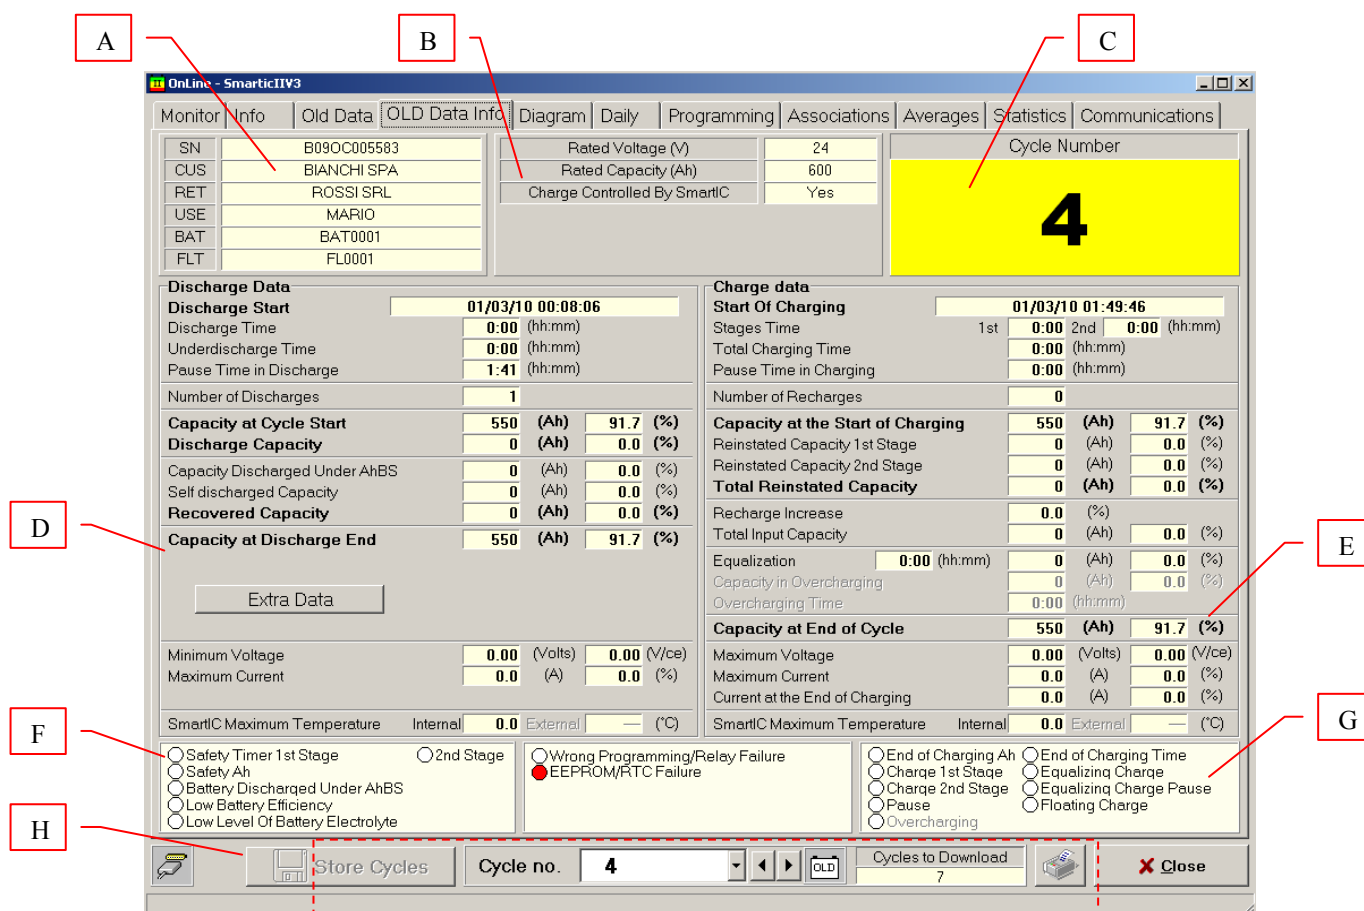 A
B
C
OnLine - SmarticIIV3
Monitor Info Old Data OLD Data Info Diagram Daily Programming Associations Averages Statistics Communications
SN B09OC005583
CUS BIANCHI SPA
RET ROSSI SRL
USE MARIO
BAT BAT0001
FLT FL0001
Rated Voltage (V) 24
Rated Capacity (Ah) 600
Charge Controlled By SmartIC Yes
Cycle Number
4
Discharge Data
Discharge Start 01/03/10 00:08:06
Discharge Time 0:00 (hh:mm)
Underdischarge Time 0:00 (hh:mm)
Pause Time in Discharge 1:41 (hh:mm)
Number of Discharges 1
Capacity at Cycle Start 550 (Ah) 91.7 (%)
Discharge Capacity 0 (Ah) 0.0 (%)
Capacity Discharged Under AhBS 0 (Ah) 0.0 (%)
Self discharged Capacity 0 (Ah) 0.0 (%)
Recovered Capacity 0 (Ah) 0.0 (%)
D
Capacity at Discharge End 550 (Ah) 91.7 (%)
Extra Data
Minimum Voltage 0.00 (Volts) 0.00 (V/ce)
Maximum Current 0.0 (A) 0.0 (%)
SmartIC Maximum Temperature Internal 0.0 External — (°C)
Charge data
Start Of Charging 01/03/10 01:49:46
Stages Time 1st 0:00 2nd 0:00 (hh:mm)
Total Charging Time 0:00 (hh:mm)
Pause Time in Charging 0:00 (hh:mm)
Number of Recharges 0
Capacity at the Start of Charging 550 (Ah) 91.7 (%)
Reinstated Capacity 1st Stage 0 (Ah) 0.0 (%)
Reinstated Capacity 2nd Stage 0 (Ah) 0.0 (%)
Total Reinstated Capacity 0 (Ah) 0.0 (%)
Recharge Increase 0.0 (%)
Total Input Capacity 0 (Ah) 0.0 (%)
E
Equalization 0:00 (hh:mm) 0 (Ah) 0.0 (%)
Capacity in Overcharging 0 (Ah) 0.0 (%)
Overcharging Time 0:00 (hh:mm)
Capacity at End of Cycle 550 (Ah) 91.7 (%)
Maximum Voltage 0.00 (Volts) 0.00 (V/ce)
Maximum Current 0.0 (A) 0.0 (%)
Current at the End of Charging 0.0 (A) 0.0 (%)
SmartIC Maximum Temperature Internal 0.0 External — (°C)
F
G
Safety Timer 1st Stage 2nd Stage
Safety Ah
Battery Discharged Under AhBS
Low Battery Efficiency
Low Level Of Battery Electrolyte
Wrong Programming/Relay Failure
EEPROM/RTC Failure
End of Charging Ah End of Charging Time
Charge 1st Stage Equalizing Charge
Charge 2nd Stage Equalizing Charge Pause
Pause Floating Charge
Overcharging
H
Store Cycles
Cycle no. 4
OLD
Cycles to Download
7
Close